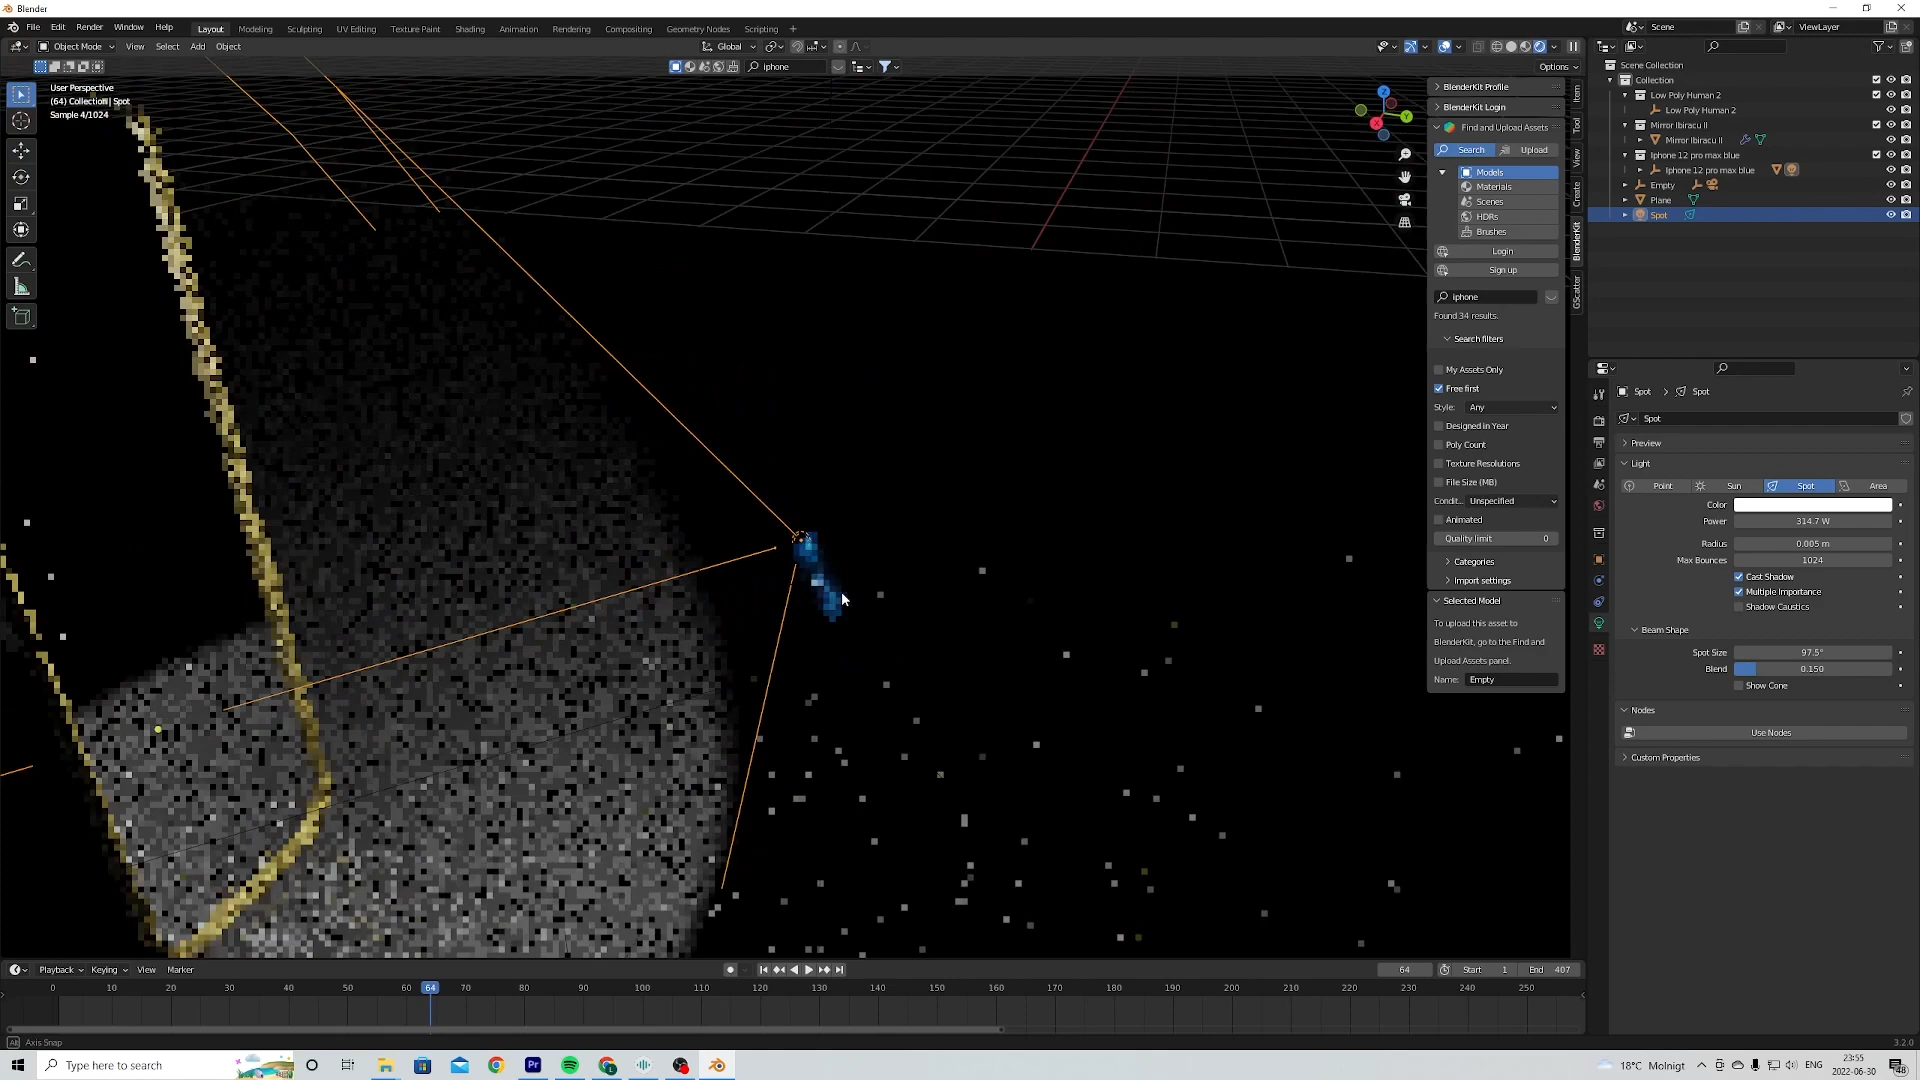 Blender
File Edit Render Window Help Layout Modeling Sculpting UV Editing Texture Paint Shading Animation Rendering Compositing Geometry Nodes Scripting + Scene ViewLayer
Object Mode View Select Add Object Global
iphone Options
User Perspective
(64) Collection | Spot
Sample 4/1024
Z
Y
X
BlenderKit Profile
BlenderKit Login
Find and Upload Assets
Search Upload
Models
Materials
Scenes
HDRs
Brushes
Login
Sign up
iphone
Found 34 results.
Search filters
My Assets Only
Free first
Style: Any
Designed in Year
Poly Count
Texture Resolutions
File Size (MB)
Condit... Unspecified
Animated
Quality limit 0
Categories
Import settings
Selected Model
To upload this asset to
BlenderKit, go to the Find and
Upload Assets panel.
Name: Empty
Item
Tool
View
Create
BlenderKit
GScatter
Scene Collection
Collection
Low Poly Human 2
Low Poly Human 2
Mirror Ibiracu II
Mirror Ibiracu II
Iphone 12 pro max blue
Iphone 12 pro max blue
Empty
Plane
Spot
Spot > Spot
Spot
Preview
Light
Point Sun Spot Area
Color
Power 314.7 W
Radius 0.005 m
Max Bounces 1024
Cast Shadow
Multiple Importance
Shadow Caustics
Beam Shape
Spot Size 97.5°
Blend 0.150
Show Cone
Nodes
Use Nodes
Custom Properties
Playback Keying View Marker 64 Start 1 End 407
0 10 20 30 40 50 60 64 70 80 90 100 110 120 130 140 150 160 170 180 190 200 210 220 230 240 250
Alt Axis Snap 3.2.0
Type here to search Pr 18°C Molnigt ENG 23:55
2022-06-30 48